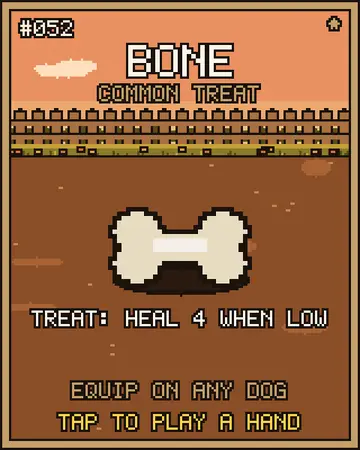 #052
BONE
COMMON TREAT
TREAT: HEAL 4 WHEN LOW
EQUIP ON ANY DOG
TAP TO PLAY A HAND